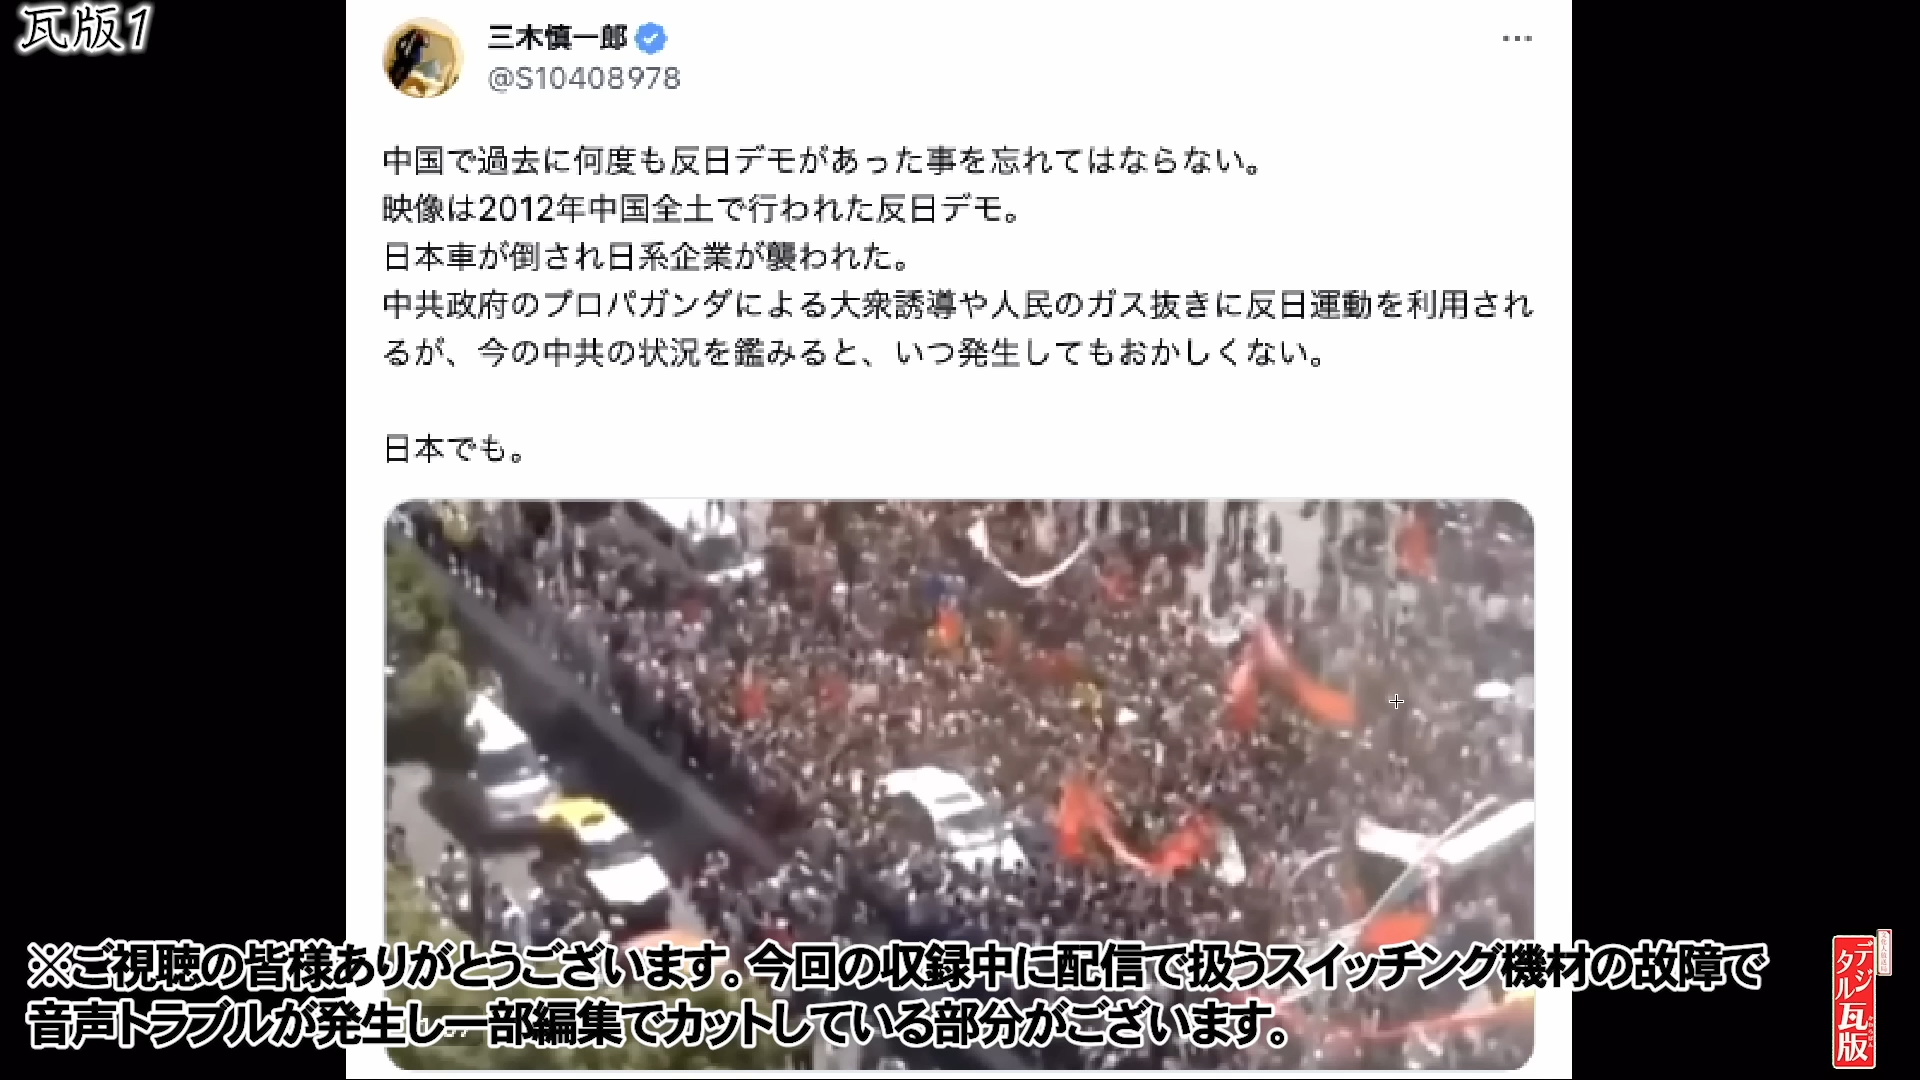 瓦版1
三木慎一郎
@S10408978
中国で過去に何度も反日デモがあった事を忘れてはならない。
映像は2012年中国全土で行われた反日デモ。
日本車が倒され日系企業が襲われた。
中共政府のプロパガンダによる大衆誘導や人民のガス抜きに反日運動を利用され
るが、今の中共の状況を鑑みると、いつ発生してもおかしくない。
日本でも。
※ご視聴の皆様ありがとうございます。今回の収録中に配信で扱うスイッチング機材の故障で
音声トラブルが発生し一部編集でカットしている部分がございます。
デジタル瓦版